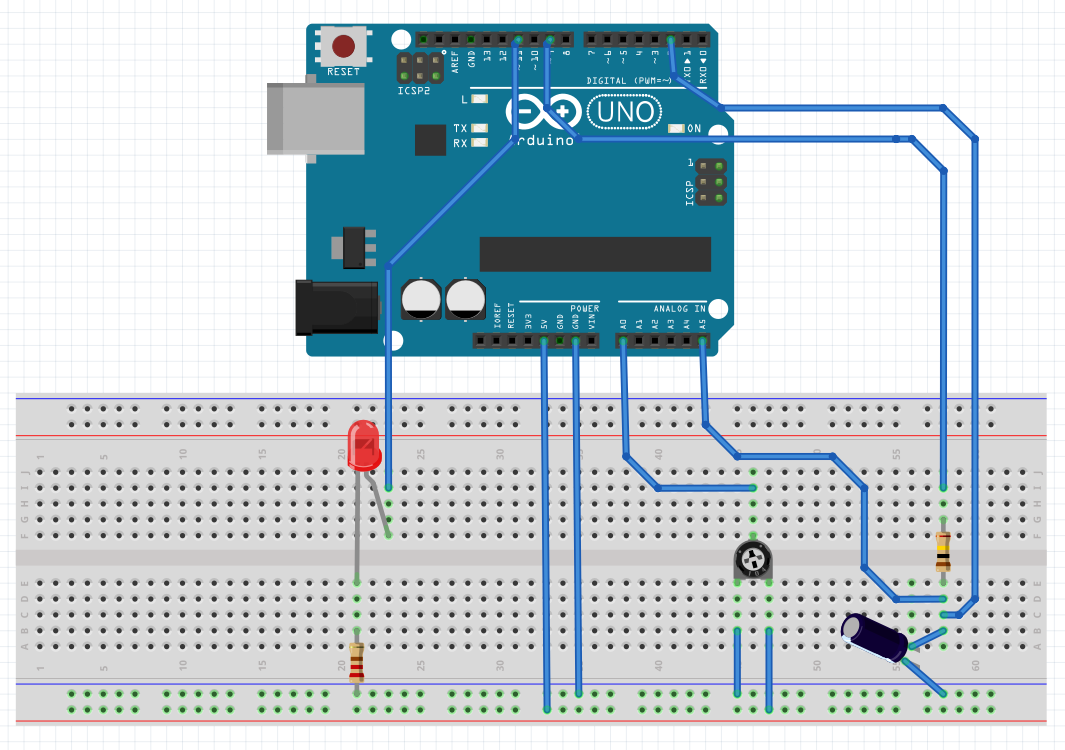 RESET
ICSP2
AREF
GND
13
12
~11
~10
~9
8
7
~6
~5
4
~3
2
TX▶1
RX◀0
DIGITAL (PWM=~)
L
TX
RX
UNO
ON
Arduino
1
ICSP
POWER
ANALOG IN
IOREF
RESET
3V3
5V
GND
GND
VIN
A0
A1
A2
A3
A4
A5
1 5 10 15 20 25 30 35 40 50 55
J
I
H
G
F
E
D
C
B
A
J
I
H
G
F
E
D
C
B
A
1 5 10 15 20 25 30 40 50 60